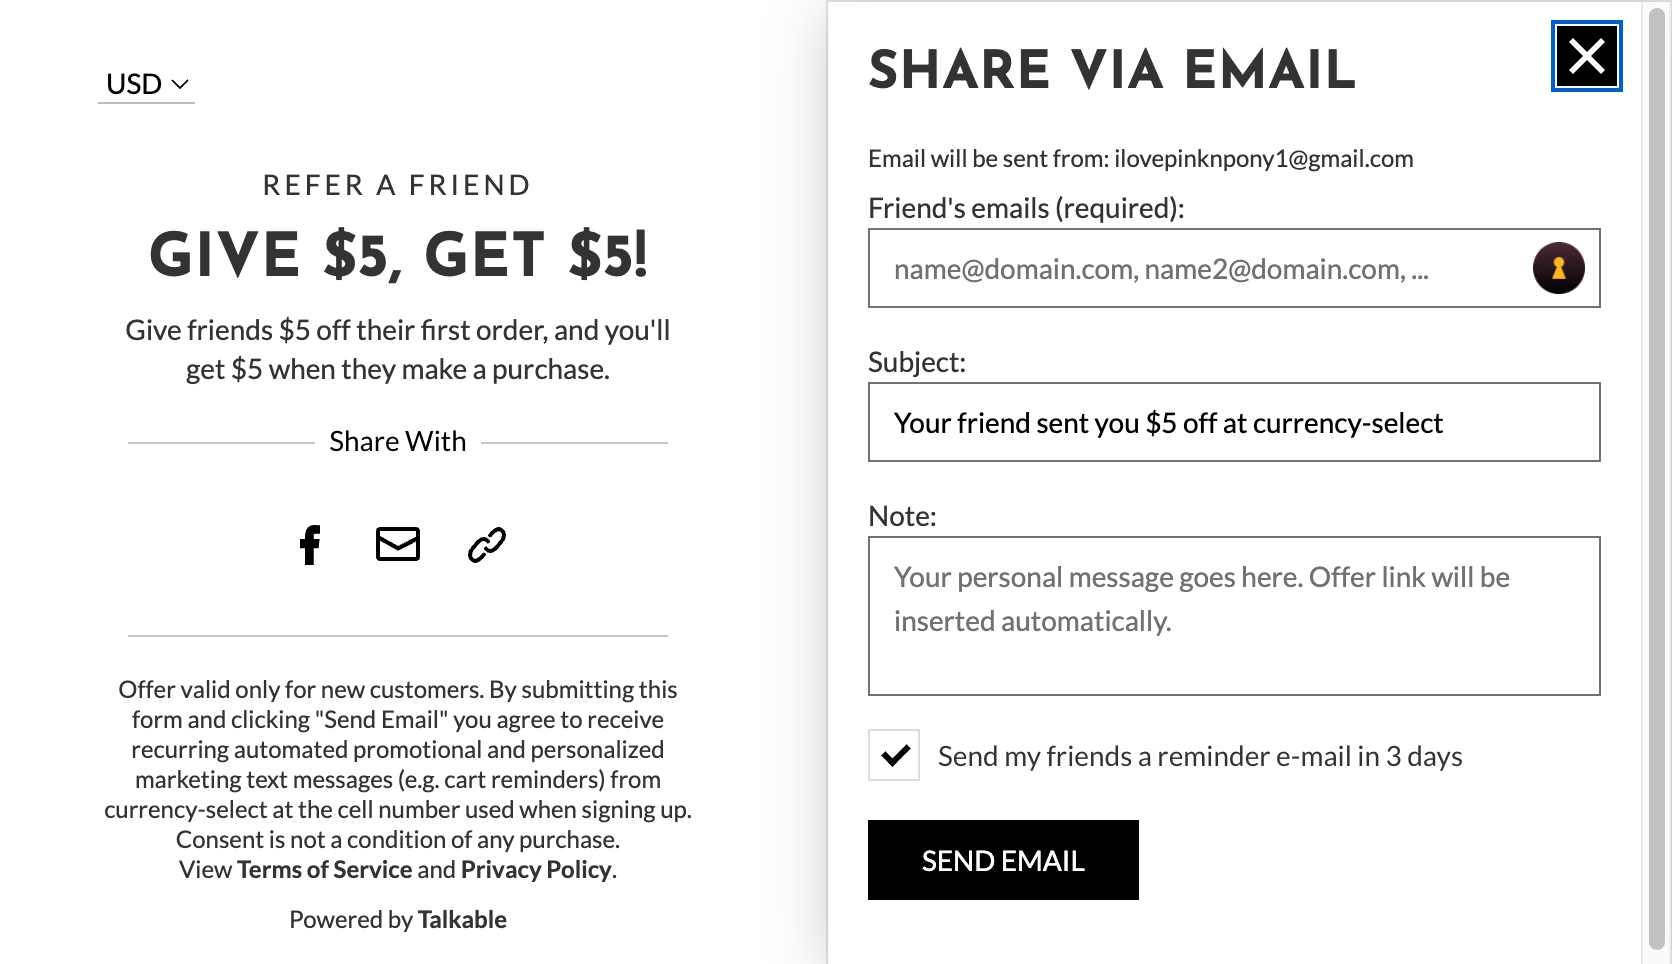 USD
REFER A FRIEND
GIVE $5, GET $5!
Give friends $5 off their first order, and you'll
get $5 when they make a purchase.
Share With
Offer valid only for new customers. By submitting this
form and clicking "Send Email" you agree to receive
recurring automated promotional and personalized
marketing text messages (e.g. cart reminders) from
currency-select at the cell number used when signing up.
Consent is not a condition of any purchase.
View Terms of Service and Privacy Policy.
Powered by Talkable
SHARE VIA EMAIL
Email will be sent from: ilovepinknpony1@gmail.com
Friend's emails (required):
name@domain.com, name2@domain.com, ...
Subject:
Your friend sent you $5 off at currency-select
Note:
Your personal message goes here. Offer link will be
inserted automatically.
Send my friends a reminder e-mail in 3 days
SEND EMAIL